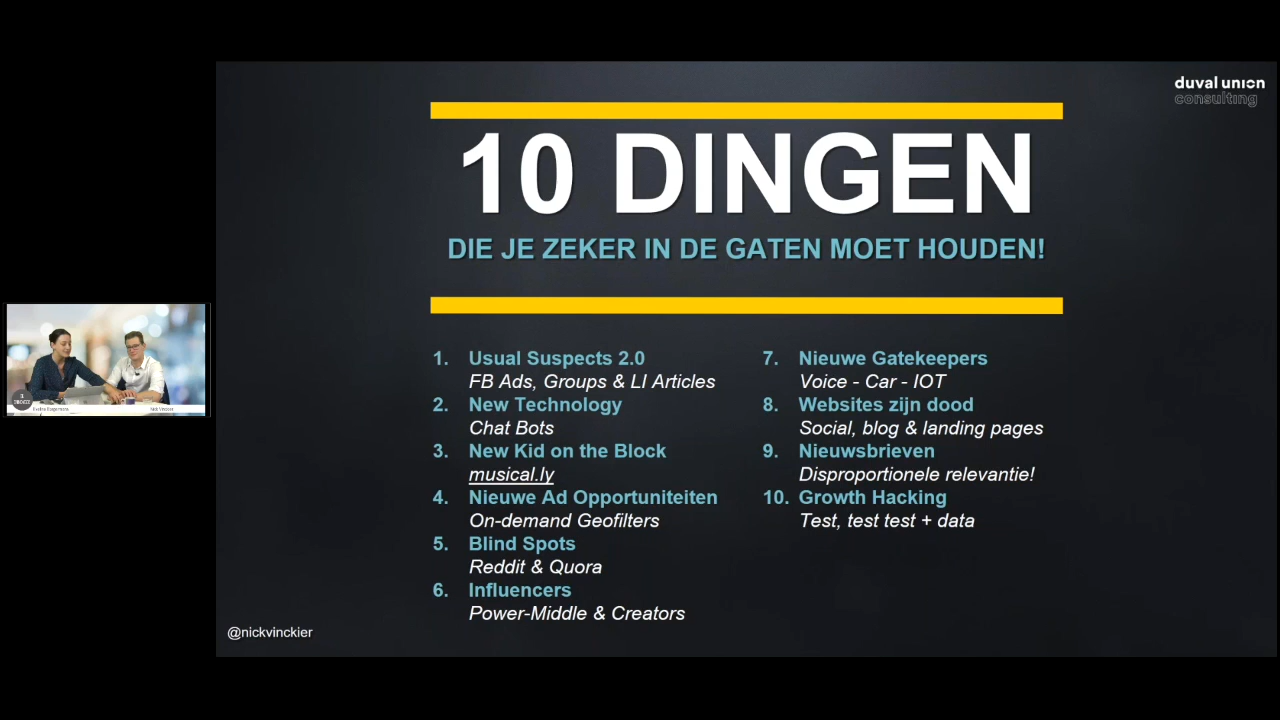 duval union
consulting
10 DINGEN
DIE JE ZEKER IN DE GATEN MOET HOUDEN!
1. Usual Suspects 2.0
FB Ads, Groups & LI Articles
2. New Technology
Chat Bots
3. New Kid on the Block
musical.ly
4. Nieuwe Ad Opportuniteiten
On-demand Geofilters
5. Blind Spots
Reddit & Quora
6. Influencers
Power-Middle & Creators
7. Nieuwe Gatekeepers
Voice - Car - IOT
8. Websites zijn dood
Social, blog & landing pages
9. Nieuwsbrieven
Disproportionele relevantie!
10. Growth Hacking
Test, test test + data
@nickvinckier